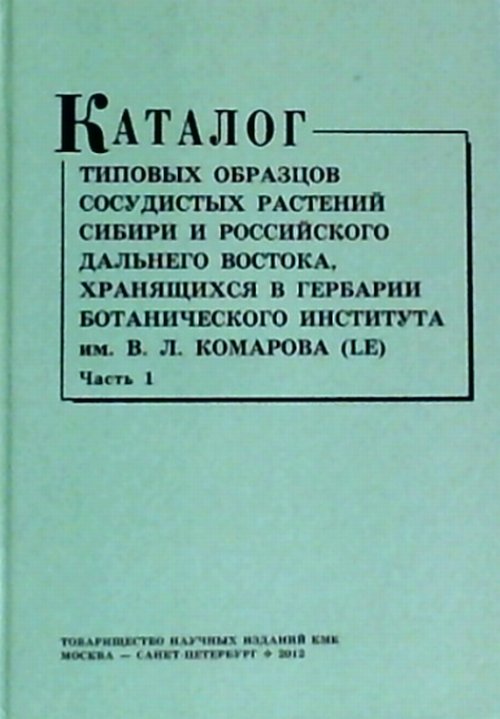 КАТАЛОГ
ТИПОВЫХ ОБРАЗЦОВ
СОСУДИСТЫХ РАСТЕНИЙ
СИБИРИ И РОССИЙСКОГО
ДАЛЬНЕГО ВОСТОКА,
ХРАНЯЩИХСЯ В ГЕРБАРИИ
БОТАНИЧЕСКОГО ИНСТИТУТА
им. В. Л. КОМАРОВА (LE)
Часть 1
ТОВАРИЩЕСТВО НАУЧНЫХ ИЗДАНИЙ КМК
МОСКВА — САНКТ-ПЕТЕРБУРГ ❖ 2012